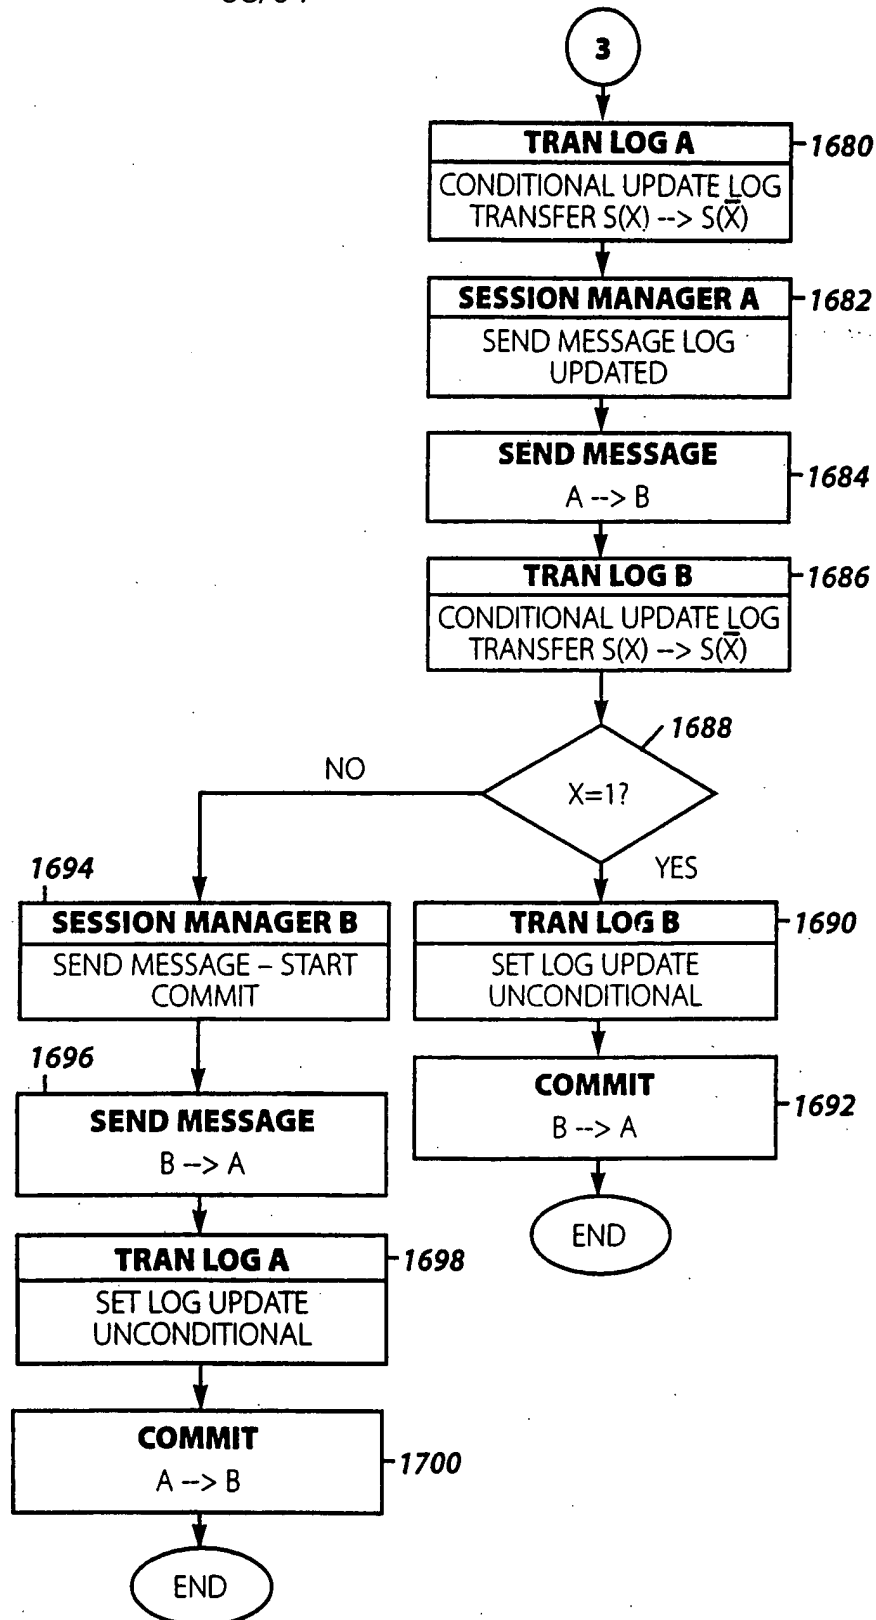 3
TRAN LOG A
1680
CONDITIONAL UPDATE LOG
TRANSFER S(X) --> S(X̅)
SESSION MANAGER A
1682
SEND MESSAGE LOG
UPDATED
SEND MESSAGE
1684
A --> B
TRAN LOG B
1686
CONDITIONAL UPDATE LOG
TRANSFER S(X) --> S(X̅)
1688
X=1?
NO
YES
1694
SESSION MANAGER B
SEND MESSAGE – START
COMMIT
1696
SEND MESSAGE
B --> A
TRAN LOG A
1698
SET LOG UPDATE
UNCONDITIONAL
COMMIT
1700
A --> B
END
TRAN LOG B
1690
SET LOG UPDATE
UNCONDITIONAL
COMMIT
1692
B --> A
END